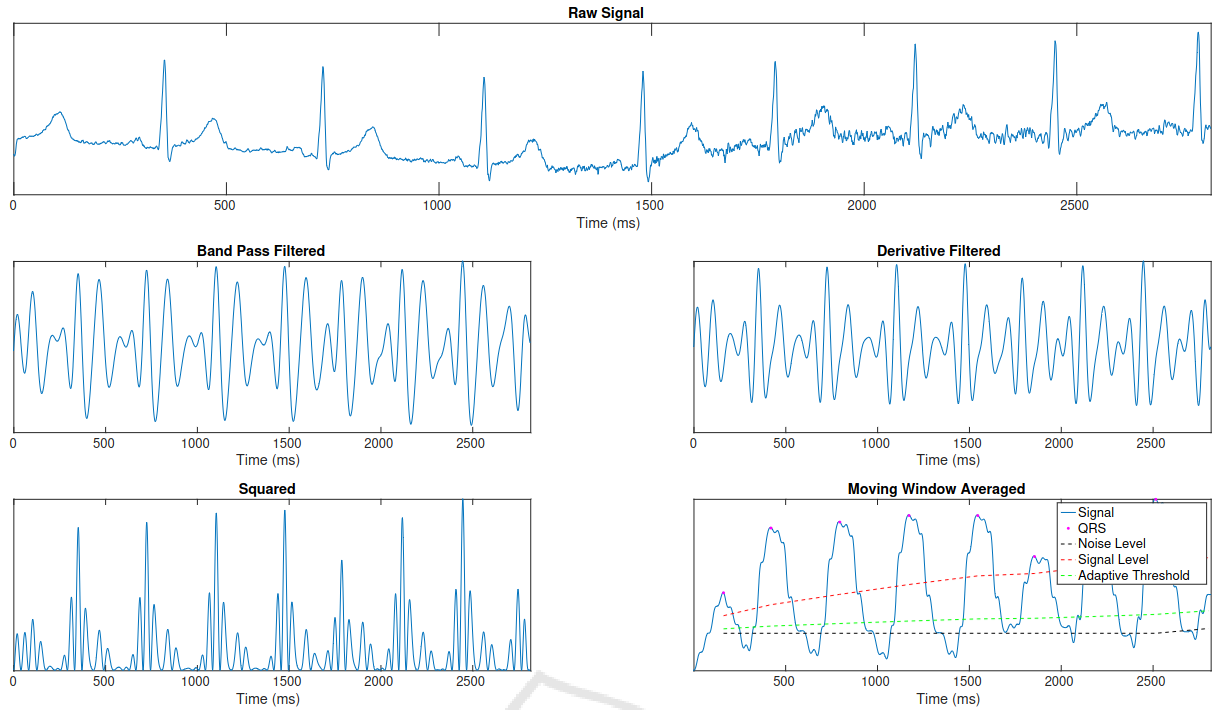 Raw Signal
0 500 1000 1500 2000 2500
Time (ms)
Band Pass Filtered
0 500 1000 1500 2000 2500
Time (ms)
Derivative Filtered
0 500 1000 1500 2000 2500
Time (ms)
Squared
0 500 1000 1500 2000 2500
Time (ms)
Moving Window Averaged
Signal
QRS
Noise Level
Signal Level
Adaptive Threshold
500 1000 1500 2000 2500
Time (ms)